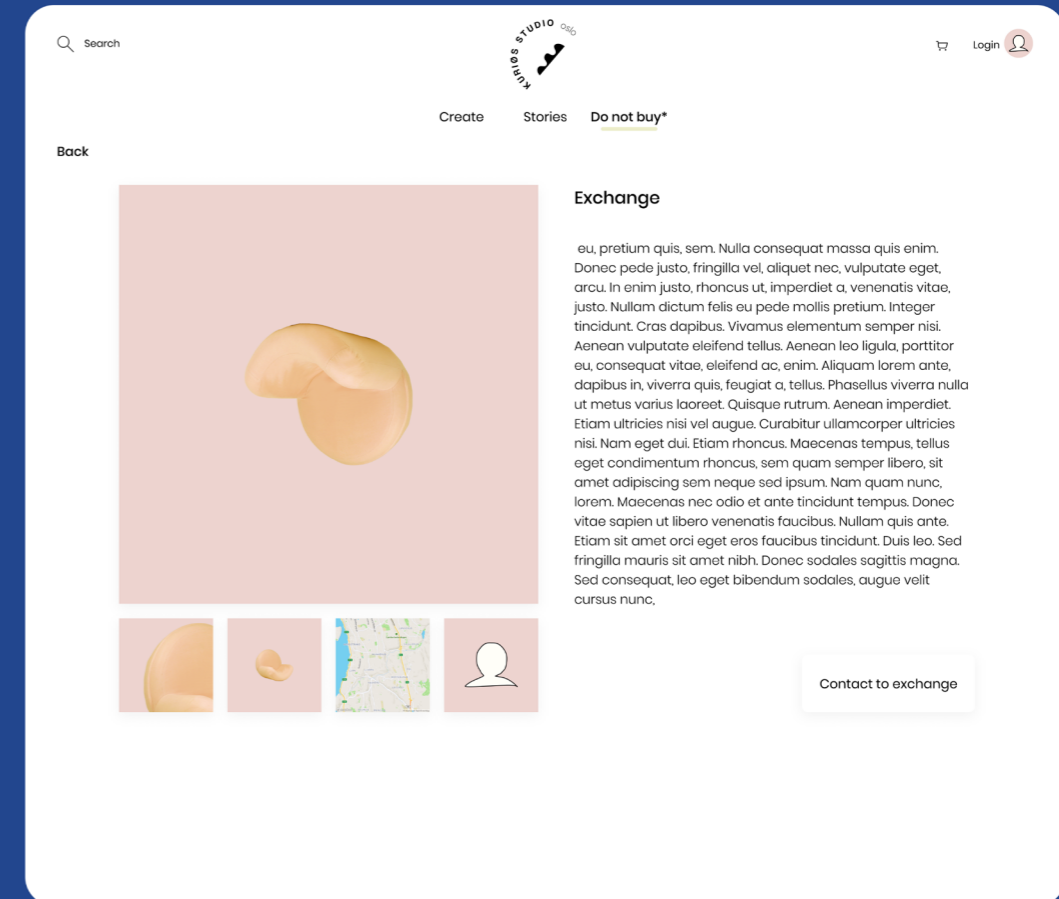 Search
KURIØS STUDIO oslo
Login
Create Stories Do not buy*
Back
Exchange
eu, pretium quis, sem. Nulla consequat massa quis enim.
Donec pede justo, fringilla vel, aliquet nec, vulputate eget,
arcu. In enim justo, rhoncus ut, imperdiet a, venenatis vitae,
justo. Nullam dictum felis eu pede mollis pretium. Integer
tincidunt. Cras dapibus. Vivamus elementum semper nisi.
Aenean vulputate eleifend tellus. Aenean leo ligula, porttitor
eu, consequat vitae, eleifend ac, enim. Aliquam lorem ante,
dapibus in, viverra quis, feugiat a, tellus. Phasellus viverra nulla
ut metus varius laoreet. Quisque rutrum. Aenean imperdiet.
Etiam ultricies nisi vel augue. Curabitur ullamcorper ultricies
nisi. Nam eget dui. Etiam rhoncus. Maecenas tempus, tellus
eget condimentum rhoncus, sem quam semper libero, sit
amet adipiscing sem neque sed ipsum. Nam quam nunc,
lorem. Maecenas nec odio et ante tincidunt tempus. Donec
vitae sapien ut libero venenatis faucibus. Nullam quis ante.
Etiam sit amet orci eget eros faucibus tincidunt. Duis leo. Sed
fringilla mauris sit amet nibh. Donec sodales sagittis magna.
Sed consequat, leo eget bibendum sodales, augue velit
cursus nunc,
Contact to exchange